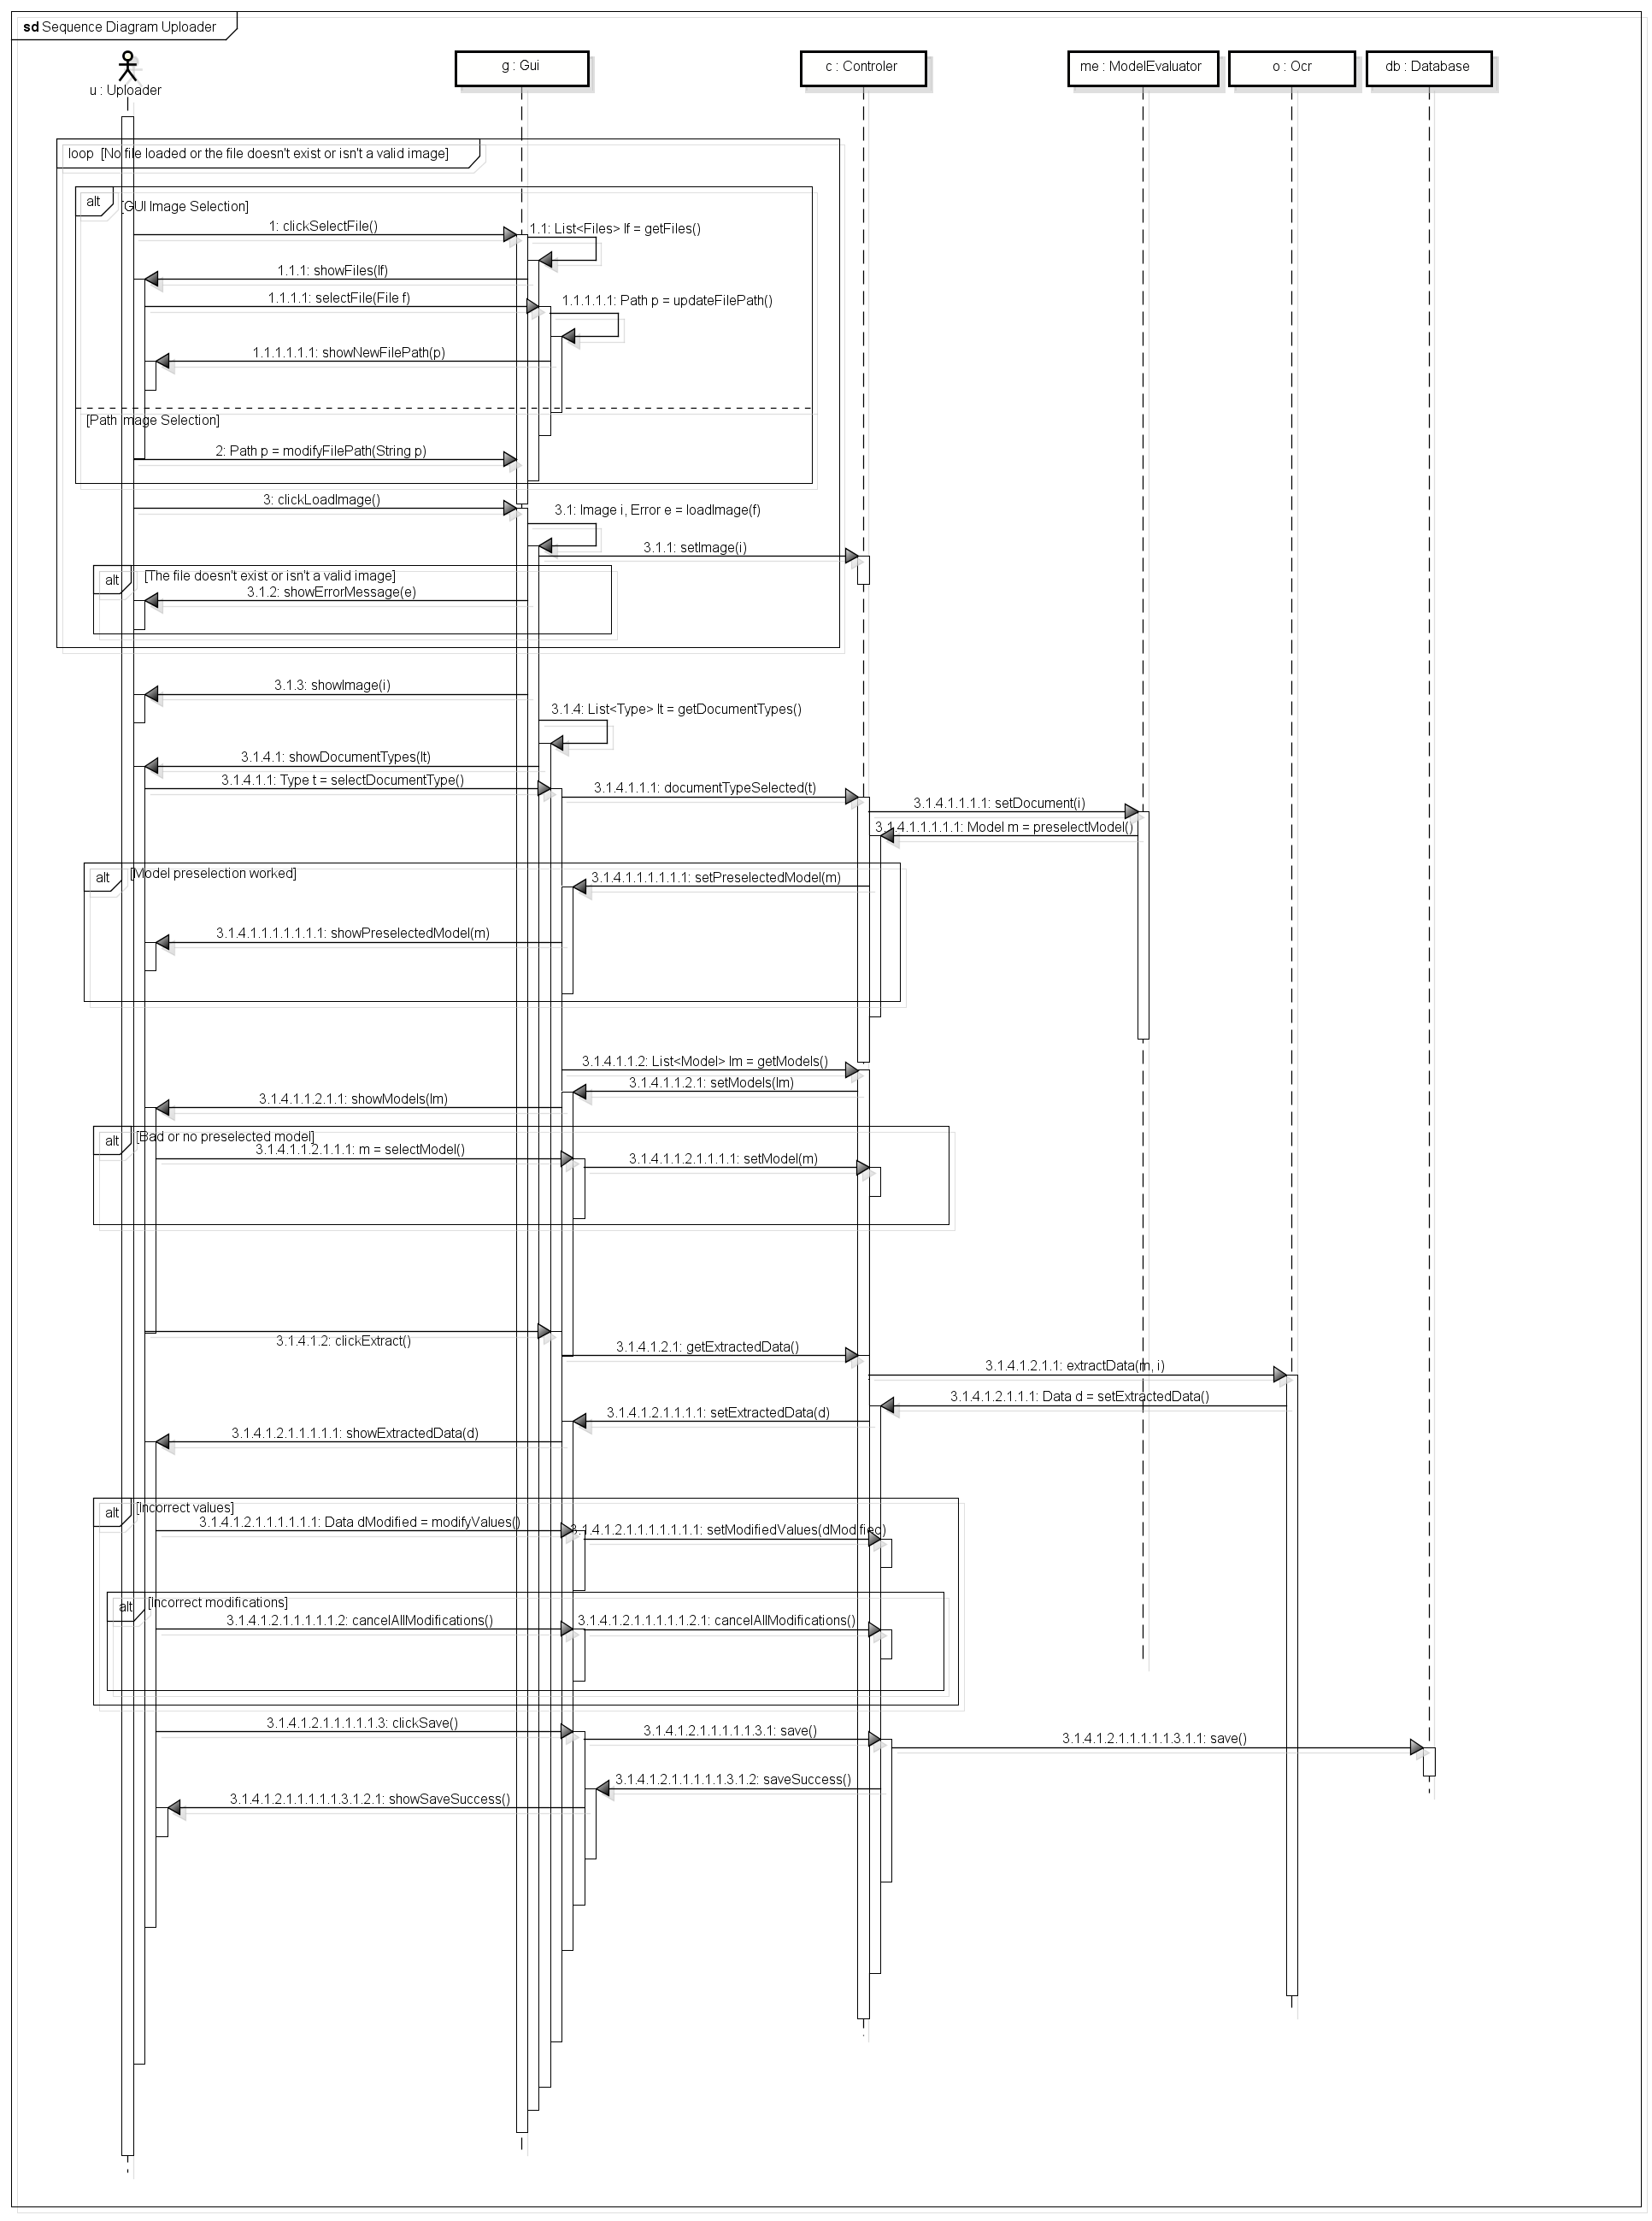 sd Sequence Diagram Uploader
u : Uploader
g : Gui
c : Controler
me : ModelEvaluator
o : Ocr
db : Database
loop [No file loaded or the file doesn't exist or isn't a valid image]
alt [GUI Image Selection]
1: clickSelectFile()
1.1: List<Files> lf = getFiles()
1.1.1: showFiles(lf)
1.1.1.1: selectFile(File f)
1.1.1.1.1: Path p = updateFilePath()
1.1.1.1.1.1: showNewFilePath(p)
[Path Image Selection]
2: Path p = modifyFilePath(String p)
3: clickLoadImage()
3.1: Image i, Error e = loadImage(f)
3.1.1: setImage(i)
alt [The file doesn't exist or isn't a valid image]
3.1.2: showErrorMessage(e)
3.1.3: showImage(i)
3.1.4: List<Type> lt = getDocumentTypes()
3.1.4.1: showDocumentTypes(lt)
3.1.4.1.1: Type t = selectDocumentType()
3.1.4.1.1.1: documentTypeSelected(t)
3.1.4.1.1.1.1: setDocument(i)
3.1.4.1.1.1.1.1: Model m = preselectModel()
alt [Model preselection worked]
3.1.4.1.1.1.1.1.1: setPreselectedModel(m)
3.1.4.1.1.1.1.1.1.1: showPreselectedModel(m)
3.1.4.1.1.2: List<Model> lm = getModels()
3.1.4.1.1.2.1: setModels(lm)
3.1.4.1.1.2.1.1: showModels(lm)
alt [Bad or no preselected model]
3.1.4.1.1.2.1.1.1: m = selectModel()
3.1.4.1.1.2.1.1.1.1: setModel(m)
3.1.4.1.2: clickExtract()
3.1.4.1.2.1: getExtractedData()
3.1.4.1.2.1.1: extractData(m, i)
3.1.4.1.2.1.1.1: Data d = setExtractedData()
3.1.4.1.2.1.1.1.1: setExtractedData(d)
3.1.4.1.2.1.1.1.1.1: showExtractedData(d)
alt [Incorrect values]
3.1.4.1.2.1.1.1.1.1.1: Data dModified = modifyValues()
3.1.4.1.2.1.1.1.1.1.1.1: setModifiedValues(dModified)
alt [Incorrect modifications]
3.1.4.1.2.1.1.1.1.1.2: cancelAllModifications()
3.1.4.1.2.1.1.1.1.1.2.1: cancelAllModifications()
3.1.4.1.2.1.1.1.1.1.3: clickSave()
3.1.4.1.2.1.1.1.1.1.3.1: save()
3.1.4.1.2.1.1.1.1.1.3.1.1: save()
3.1.4.1.2.1.1.1.1.1.3.1.2: saveSuccess()
3.1.4.1.2.1.1.1.1.1.3.1.2.1: showSaveSuccess()